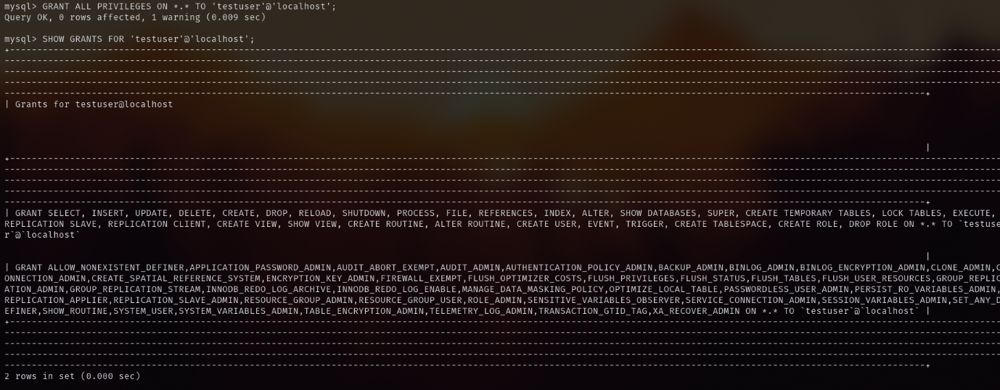 mysql> GRANT ALL PRIVILEGES ON *.* TO 'testuser'@'localhost';
Query OK, 0 rows affected, 1 warning (0.009 sec)
mysql> SHOW GRANTS FOR 'testuser'@'localhost';
| Grants for testuser@localhost
|
| GRANT SELECT, INSERT, UPDATE, DELETE, CREATE, DROP, RELOAD, SHUTDOWN, PROCESS, FILE, REFERENCES, INDEX, ALTER, SHOW DATABASES, SUPER, CREATE TEMPORARY TABLES, LOCK TABLES, EXECUTE,
REPLICATION SLAVE, REPLICATION CLIENT, CREATE VIEW, SHOW VIEW, CREATE ROUTINE, ALTER ROUTINE, CREATE USER, EVENT, TRIGGER, CREATE TABLESPACE, CREATE ROLE, DROP ROLE ON *.* TO `testuse
r`@`localhost`
|
| GRANT ALLOW_NONEXISTENT_DEFINER,APPLICATION_PASSWORD_ADMIN,AUDIT_ABORT_EXEMPT,AUDIT_ADMIN,AUTHENTICATION_POLICY_ADMIN,BACKUP_ADMIN,BINLOG_ADMIN,BINLOG_ENCRYPTION_ADMIN,CLONE_ADMIN,C
ONNECTION_ADMIN,CREATE_SPATIAL_REFERENCE_SYSTEM,ENCRYPTION_KEY_ADMIN,FIREWALL_EXEMPT,FLUSH_OPTIMIZER_COSTS,FLUSH_PRIVILEGES,FLUSH_STATUS,FLUSH_TABLES,FLUSH_USER_RESOURCES,GROUP_REPLIC
ATION_ADMIN,GROUP_REPLICATION_STREAM,INNODB_REDO_LOG_ARCHIVE,INNODB_REDO_LOG_ENABLE,MANAGE_DATA_MASKING_POLICY,OPTIMIZE_LOCAL_TABLE,PASSWORDLESS_USER_ADMIN,PERSIST_RO_VARIABLES_ADMIN,
REPLICATION_APPLIER,REPLICATION_SLAVE_ADMIN,RESOURCE_GROUP_ADMIN,RESOURCE_GROUP_USER,ROLE_ADMIN,SENSITIVE_VARIABLES_OBSERVER,SERVICE_CONNECTION_ADMIN,SESSION_VARIABLES_ADMIN,SET_ANY_D
EFINER,SHOW_ROUTINE,SYSTEM_USER,SYSTEM_VARIABLES_ADMIN,TABLE_ENCRYPTION_ADMIN,TELEMETRY_LOG_ADMIN,TRANSACTION_GTID_TAG,XA_RECOVER_ADMIN ON *.* TO `testuser`@`localhost` |
2 rows in set (0.000 sec)